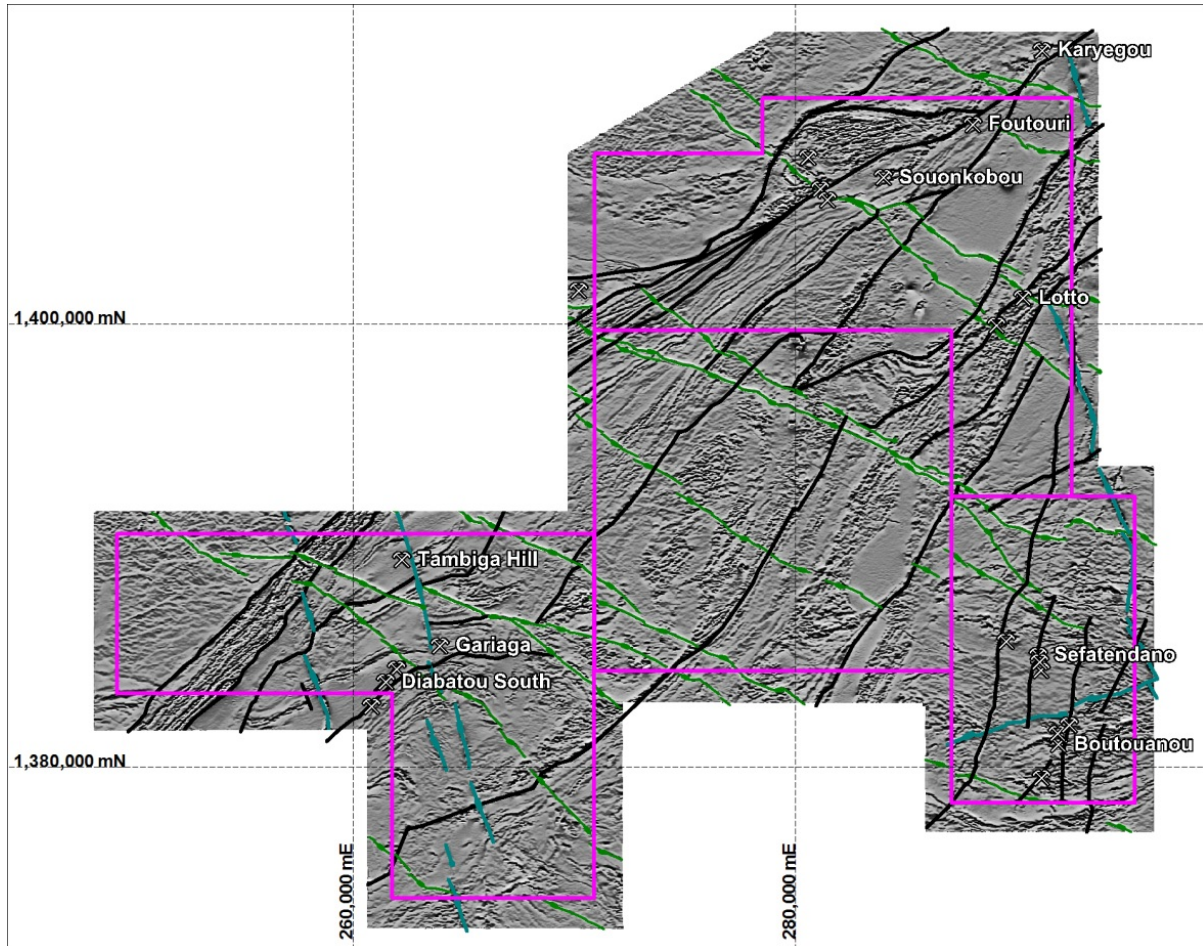 Karyegou
Foutouri
Souonkobou
Lotto
1,400,000 mN
Tambiga Hill
Gariaga
Sefatendano
Diabatou South
Boutouanou
1,380,000 mN
260,000 mE
280,000 mE